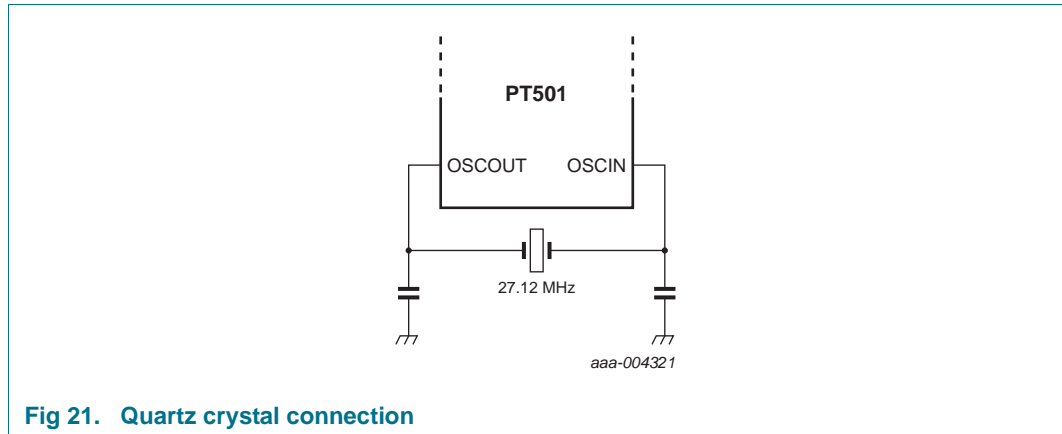 PT501
OSCOUT OSCIN
27.12 MHz
aaa-004321
Fig 21. Quartz crystal connection